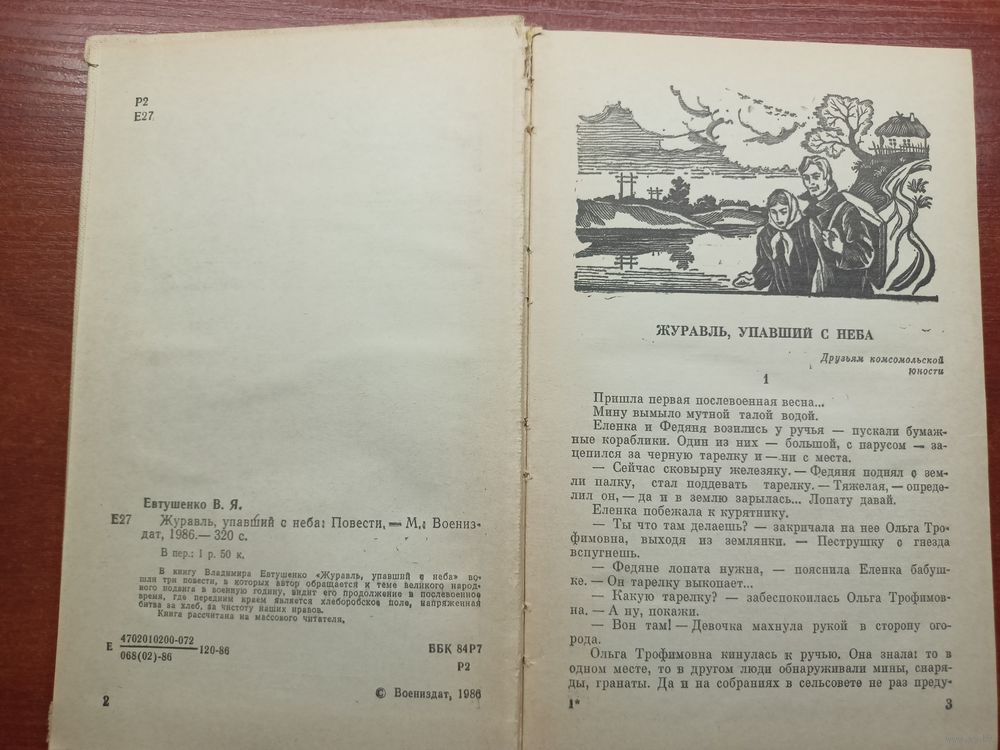 Р2
Е27
Евтушенко В. Я.
Е27 Журавль, упавший с неба: Повести. — М.: Воениз-
дат, 1986.— 320 с.
В пер.: 1 р. 50 к.
В книгу Владимира Евтушенко «Журавль, упавший с неба» во-
шли три повести, в которых автор обращается к теме великого народ-
ного подвига в военную годину, видит его продолжение в послевоенное
время, где передним краем является хлеборобское поле, напряженная
битва за хлеб, за чистоту наших нравов.
Книга рассчитана на массового читателя.
Е 4702010200-072
068(02)-86
120-86
ББК 84Р7
Р2
© Воениздат, 1986
2
ЖУРАВЛЬ, УПАВШИЙ С НЕБА
Друзьям комсомольской
юности
1
Пришла первая послевоенная весна...
Мину вымыло мутной талой водой.
Еленка и Федяня возились у ручья — пускали бумаж-
ные кораблики. Один из них — большой, с парусом — за-
цепился за черную тарелку и — ни с места.
— Сейчас сковырну железяку. — Федяня поднял с зем-
ли палку, стал поддевать тарелку. — Тяжелая, — опреде-
лил он, — да и в землю зарылась... Лопату давай.
Еленка побежала к курятнику.
— Ты что там делаешь? — закричала на нее Ольга Тро-
фимовна, выходя из землянки. — Пеструшку с гнезда
вспугнешь.
— Федяне лопата нужна, — пояснила Еленка бабуш-
ке. — Он тарелку выкопает...
— Какую тарелку? — забеспокоилась Ольга Трофимов-
на. — А ну, покажи.
— Вон там! — Девочка махнула рукой в сторону ого-
рода.
Ольга Трофимовна кинулась к ручью. Она знала: то в
одном месте, то в другом люди обнаруживали мины, снаря-
ды, гранаты. Да и на собраниях в сельсовете не раз преду-
1*
3